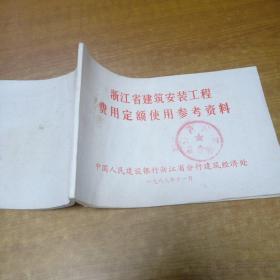 浙江省建筑安装工程
费用定额使用参考资料
中国人民建设银行浙江省分行建筑经济处
一九八九年十一月